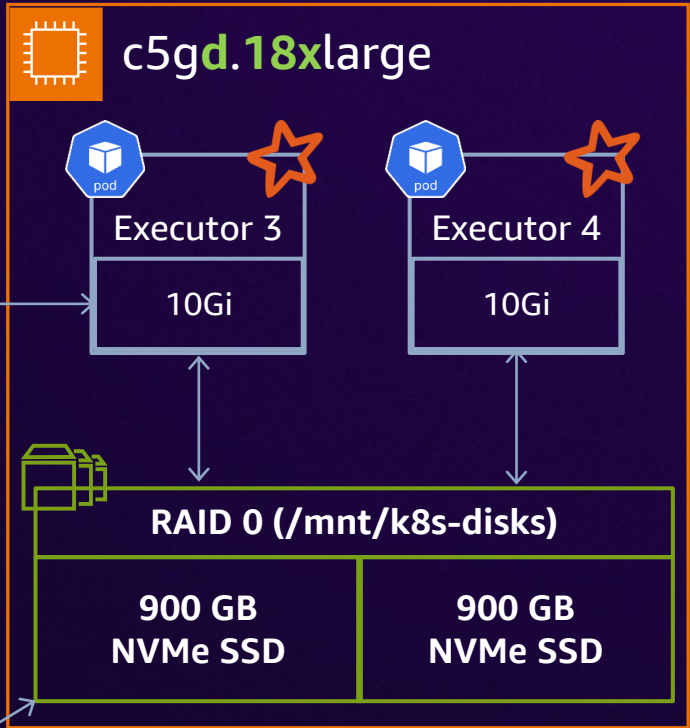 c5gd.18xlarge
pod
pod
Executor 3
Executor 4
10Gi
10Gi
RAID 0 (/mnt/k8s-disks)
900 GB
NVMe SSD
900 GB
NVMe SSD